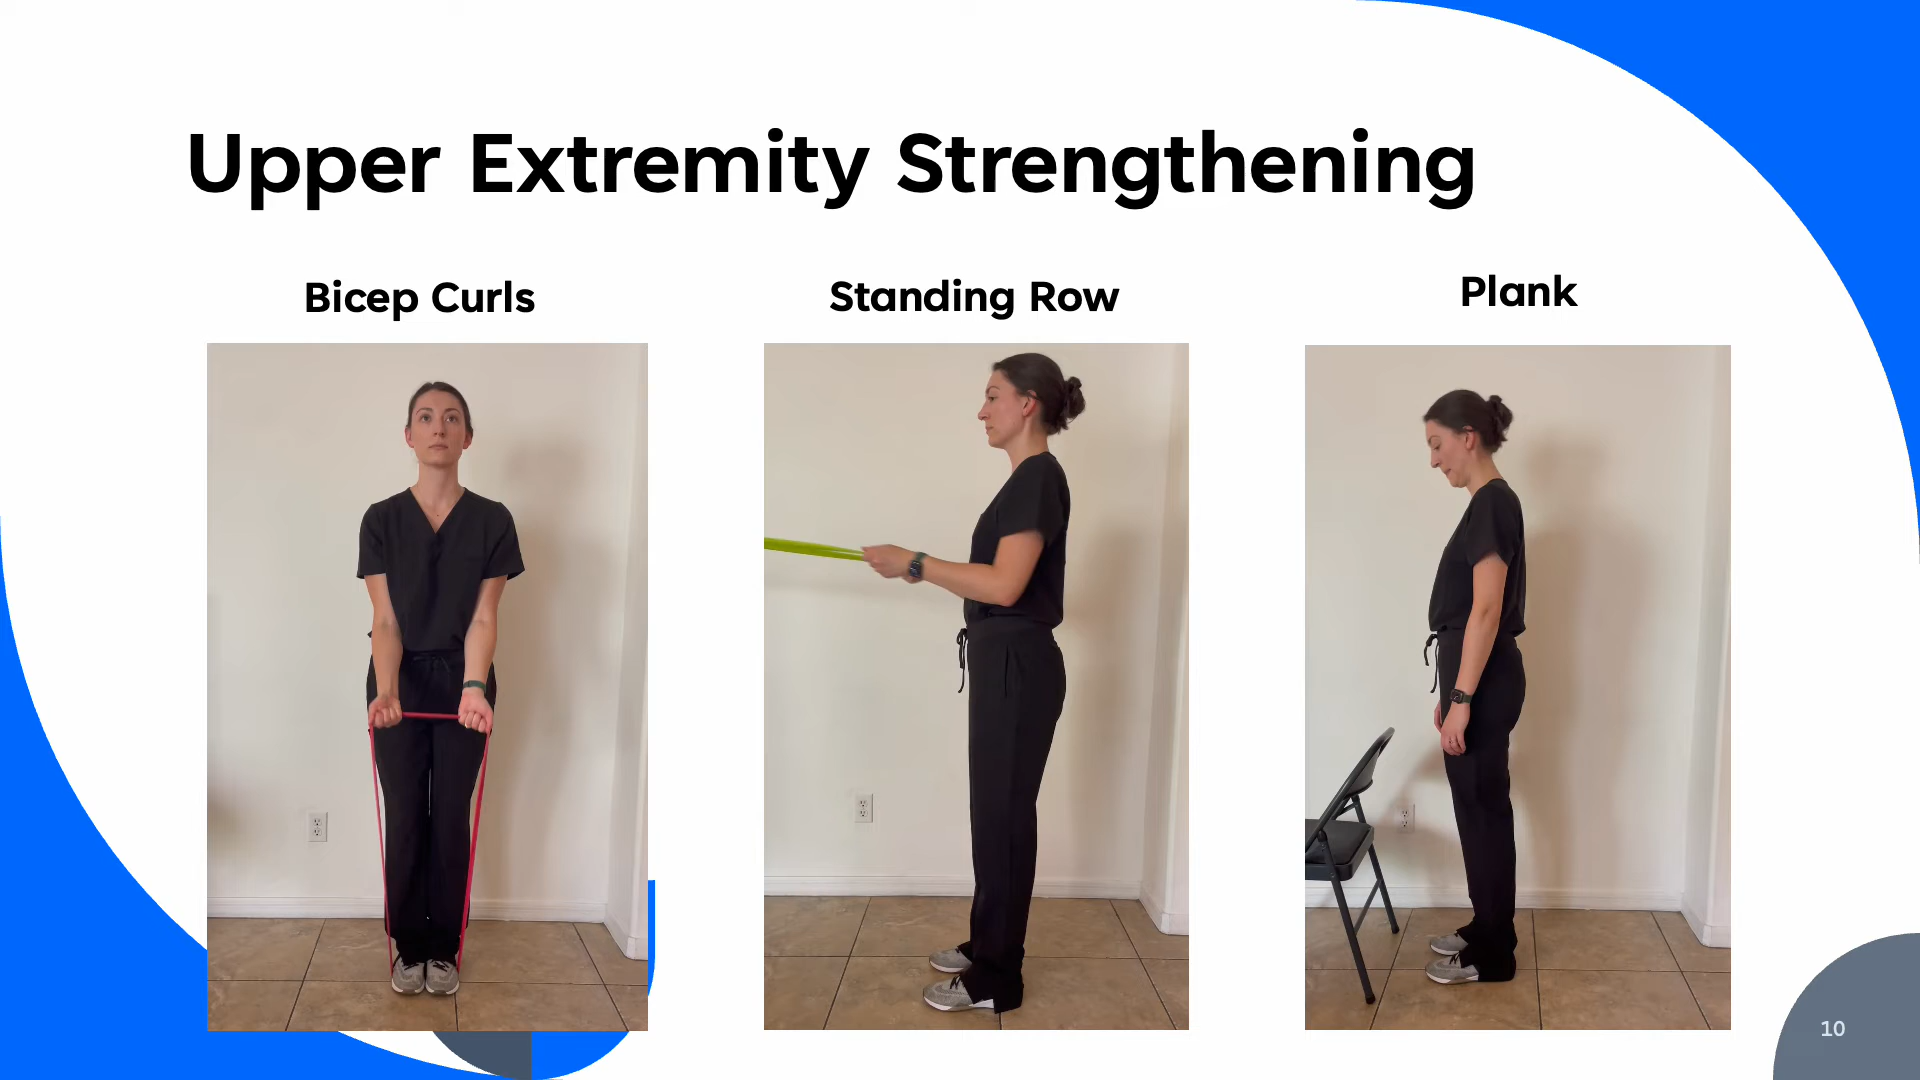 Upper Extremity Strengthening
Bicep Curls
Standing Row
Plank
10